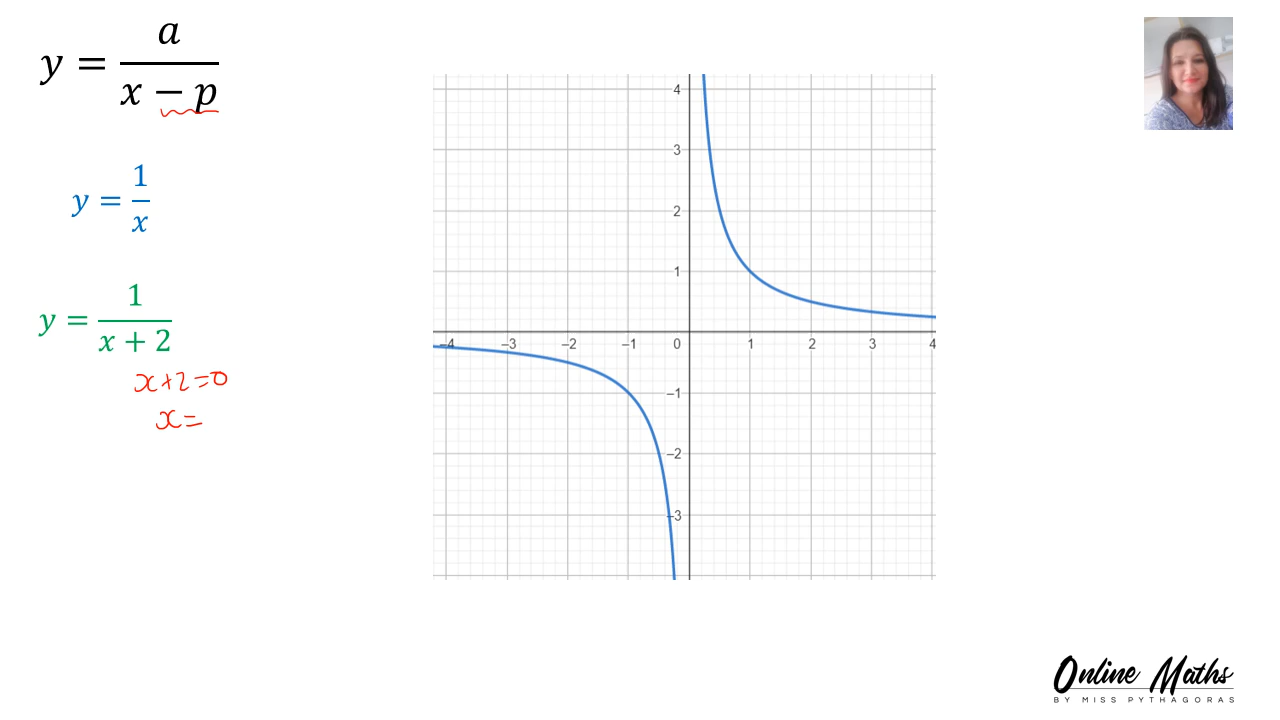 y = a / (x − p)
y = 1 / x
y = 1 / (x + 2)
x+2=0
x=
4
3
2
1
−4 −3 −2 −1 0 1 2 3 4
−1
−2
−3
Online Maths
BY MISS PYTHAGORAS